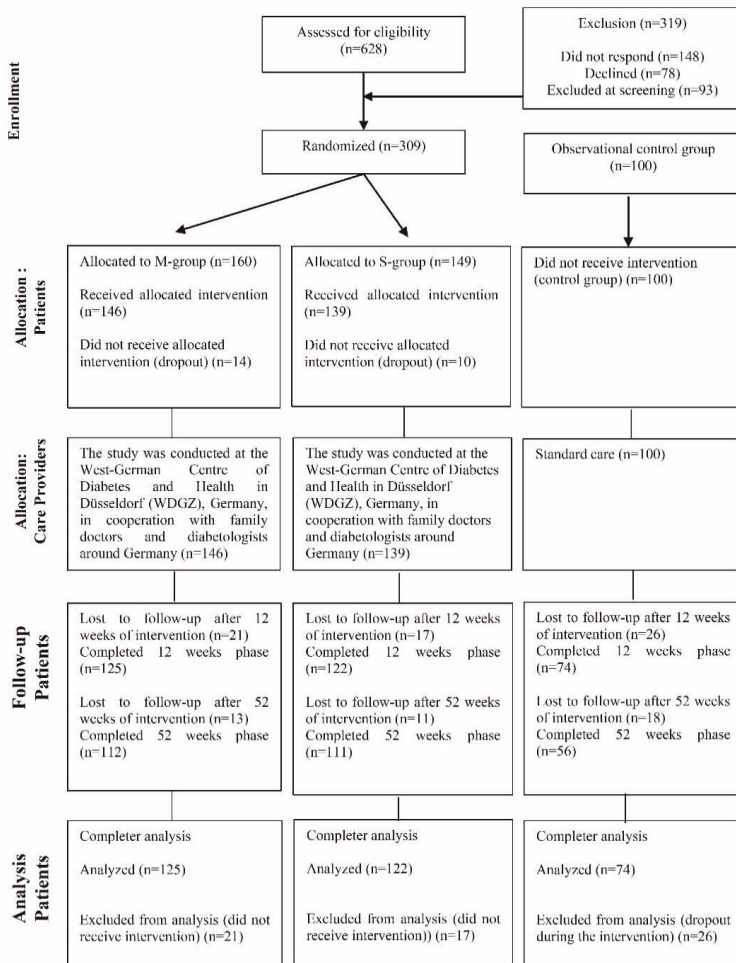 Enrollment
Assessed for eligibility
(n=628)
Exclusion (n=319)
Did not respond (n=148)
Declined (n=78)
Excluded at screening (n=93)
Randomized (n=309)
Observational control group
(n=100)
Allocation :
Patients
Allocated to M-group (n=160)
Received allocated intervention
(n=146)
Did not receive allocated
intervention (dropout) (n=14)
Allocated to S-group (n=149)
Received allocated intervention
(n=139)
Did not receive allocated
intervention (dropout) (n=10)
Did not receive intervention
(control group) (n=100)
Allocation:
Care Providers
The study was conducted at the
West-German Centre of
Diabetes and Health in
Düsseldorf (WDGZ), Germany,
in cooperation with family
doctors and diabetologists
around Germany (n=146)
The study was conducted at the
West-German Centre of Diabetes
and Health in Düsseldorf
(WDGZ), Germany, in
cooperation with family doctors
and diabetologists around
Germany (n=139)
Standard care (n=100)
Follow-up
Patients
Lost to follow-up after 12
weeks of intervention (n=21)
Completed 12 weeks phase
(n=125)
Lost to follow-up after 52
weeks of intervention (n=13)
Completed 52 weeks phase
(n=112)
Lost to follow-up after 12
weeks of intervention (n=17)
Completed 12 weeks phase
(n=122)
Lost to follow-up after 52 weeks
of intervention (n=11)
Completed 52 weeks phase
(n=111)
Lost to follow-up after 12 weeks
of intervention (n=26)
Completed 12 weeks phase
(n=74)
Lost to follow-up after 52 weeks
of intervention (n=18)
Completed 52 weeks phase
(n=56)
Analysis
Patients
Completer analysis
Analyzed (n=125)
Excluded from analysis (did not
receive intervention) (n=21)
Completer analysis
Analyzed (n=122)
Excluded from analysis (did not
receive intervention)) (n=17)
Completer analysis
Analyzed (n=74)
Excluded from analysis (dropout
during the intervention) (n=26)